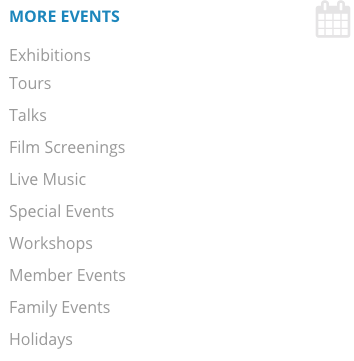 MORE EVENTS
Exhibitions
Tours
Talks
Film Screenings
Live Music
Special Events
Workshops
Member Events
Family Events
Holidays